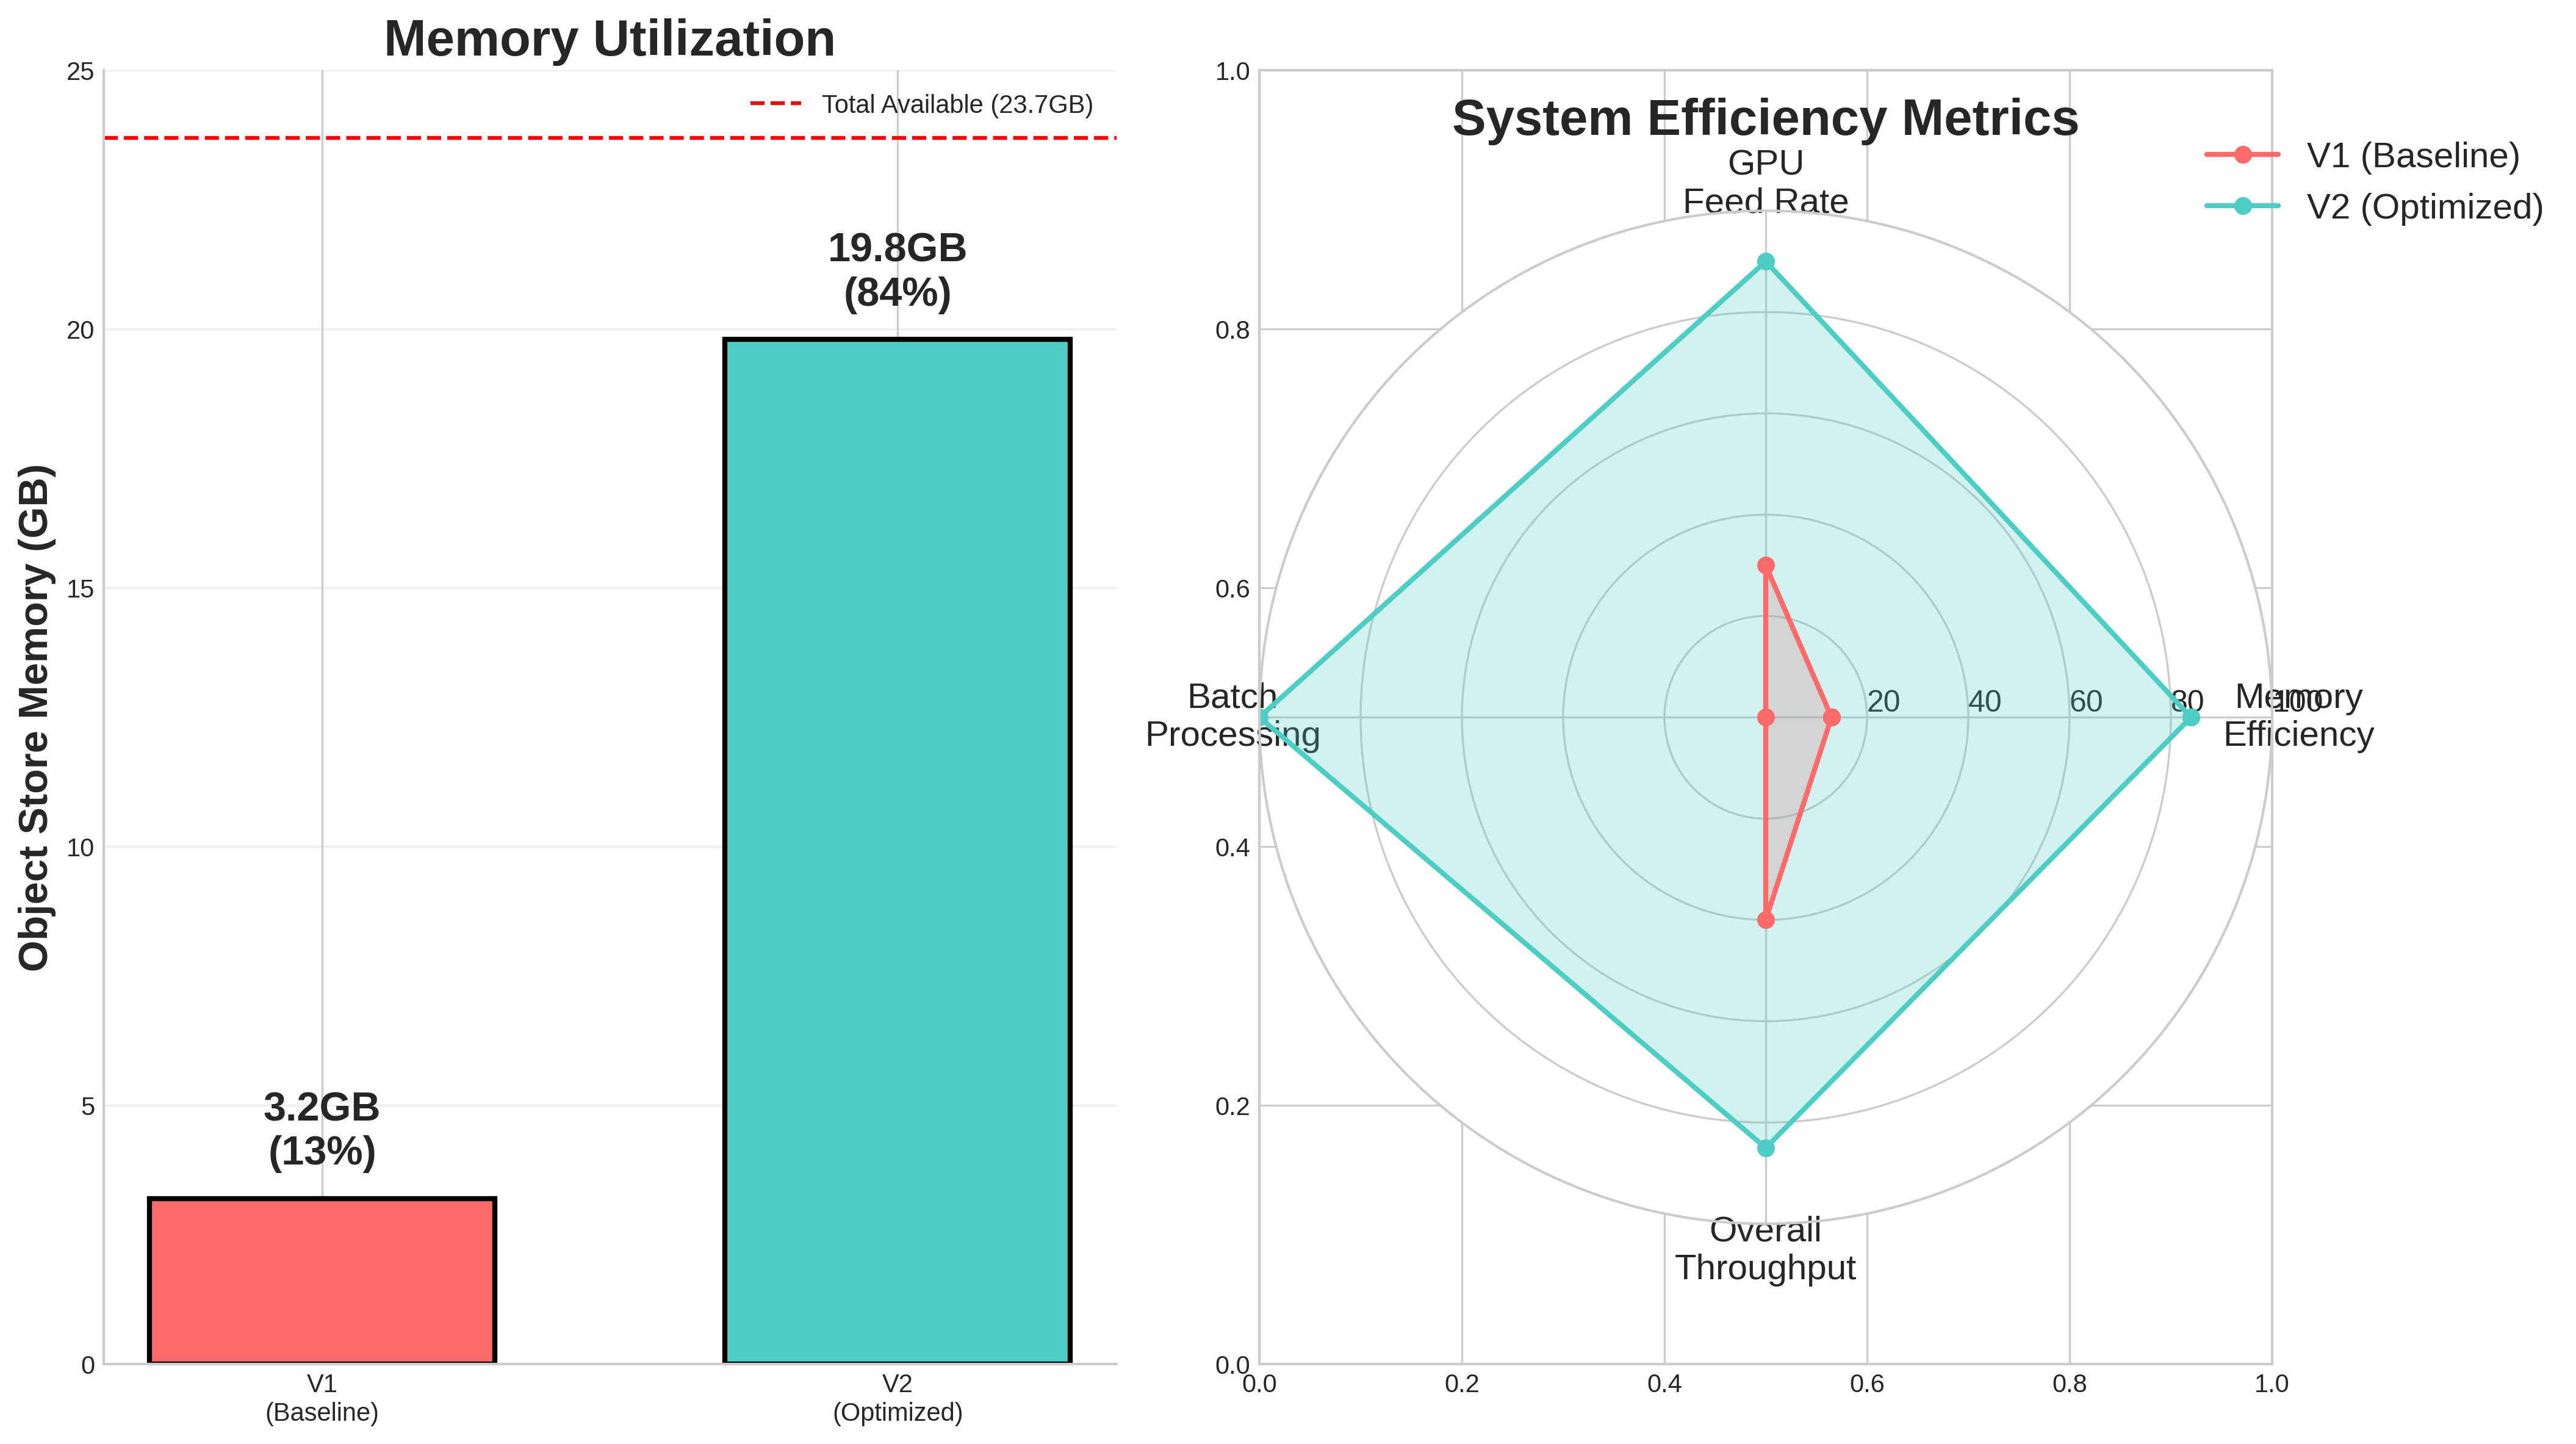 Memory Utilization
Object Store Memory (GB)
25
20
15
10
5
0
Total Available (23.7GB)
19.8GB
(84%)
3.2GB
(13%)
V1
(Baseline)
V2
(Optimized)
System Efficiency Metrics
V1 (Baseline)
V2 (Optimized)
1.0
0.8
0.6
0.4
0.2
0.0
GPU
Feed Rate
Batch
Processing
20
40
60
80
100
Memory
Efficiency
Overall
Throughput
0.0
0.2
0.4
0.6
0.8
1.0